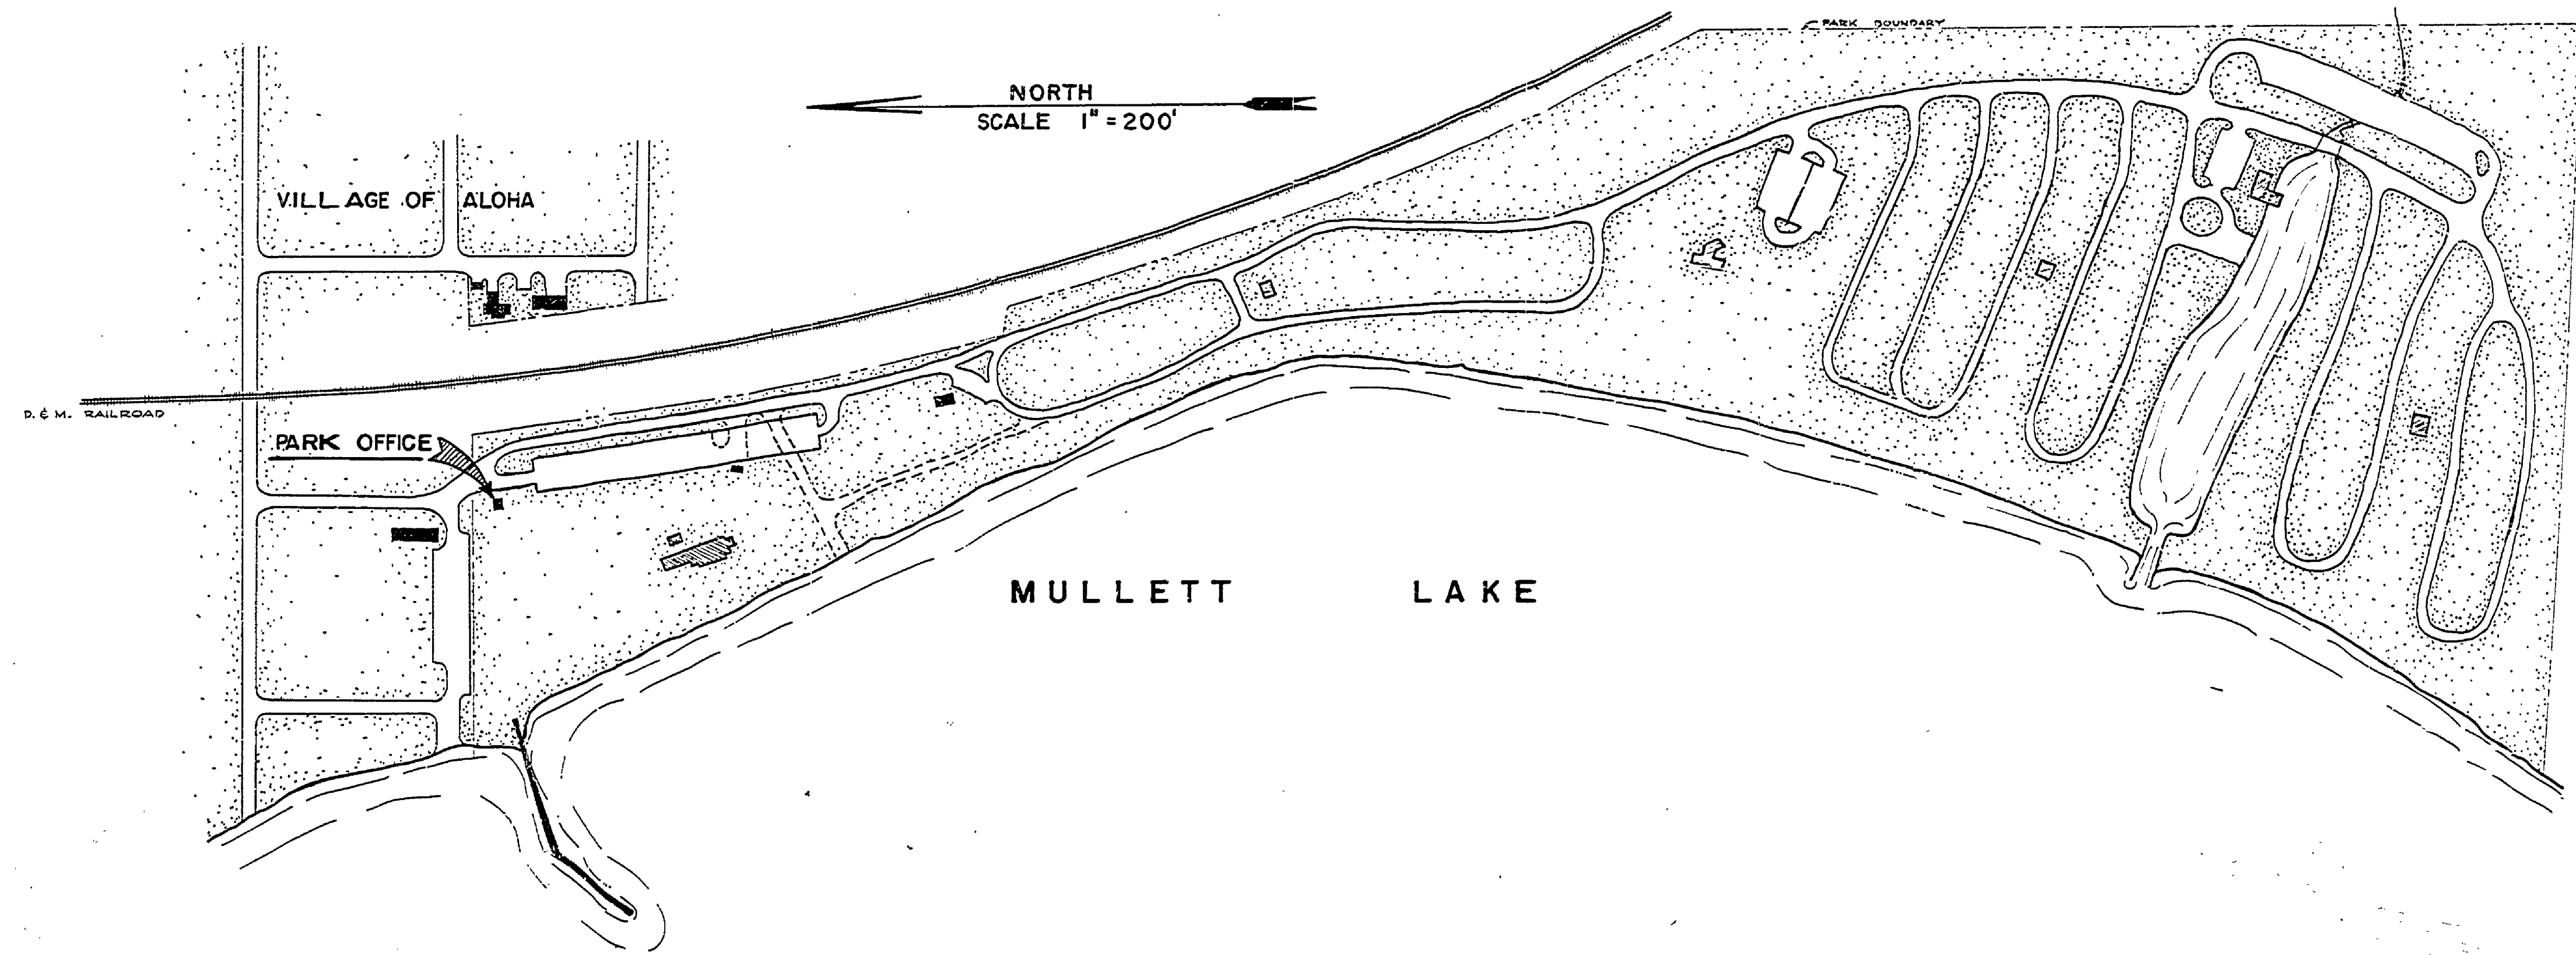 PARK BOUNDARY
NORTH
SCALE 1" = 200'
VILLAGE OF ALOHA
D. & M. RAILROAD
PARK OFFICE
MULLETT LAKE